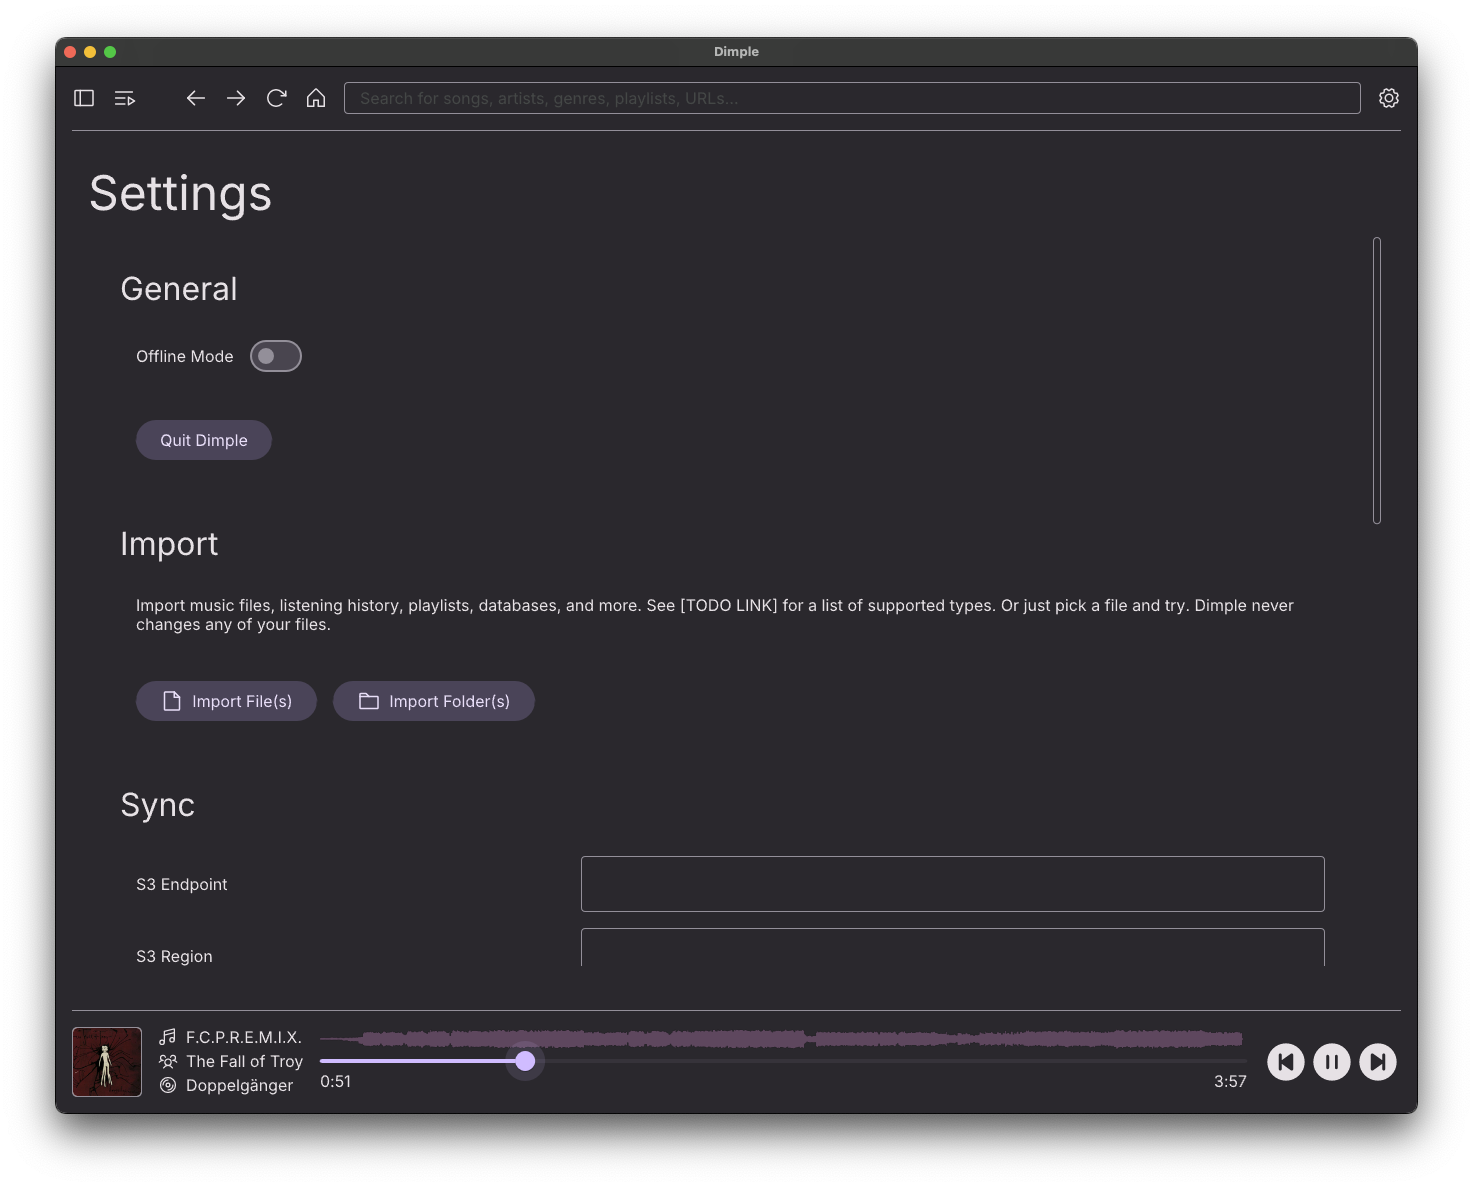 Dimple
Search for songs, artists, genres, playlists, URLs...
Settings
General
Offline Mode
Quit Dimple
Import
Import music files, listening history, playlists, databases, and more. See [TODO LINK] for a list of supported types. Or just pick a file and try. Dimple never
changes any of your files.
Import File(s)
Import Folder(s)
Sync
S3 Endpoint
S3 Region
F.C.P.R.E.M.I.X.
The Fall of Troy
Doppelgänger
0:51
3:57